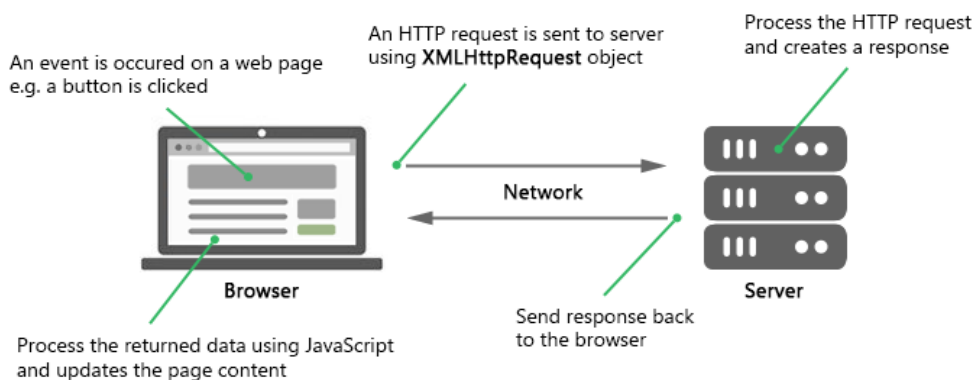 An event is occured on a web page
e.g. a button is clicked
An HTTP request is sent to server
using XMLHttpRequest object
Process the HTTP request
and creates a response
Network
Browser
Server
Process the returned data using JavaScript
and updates the page content
Send response back
to the browser